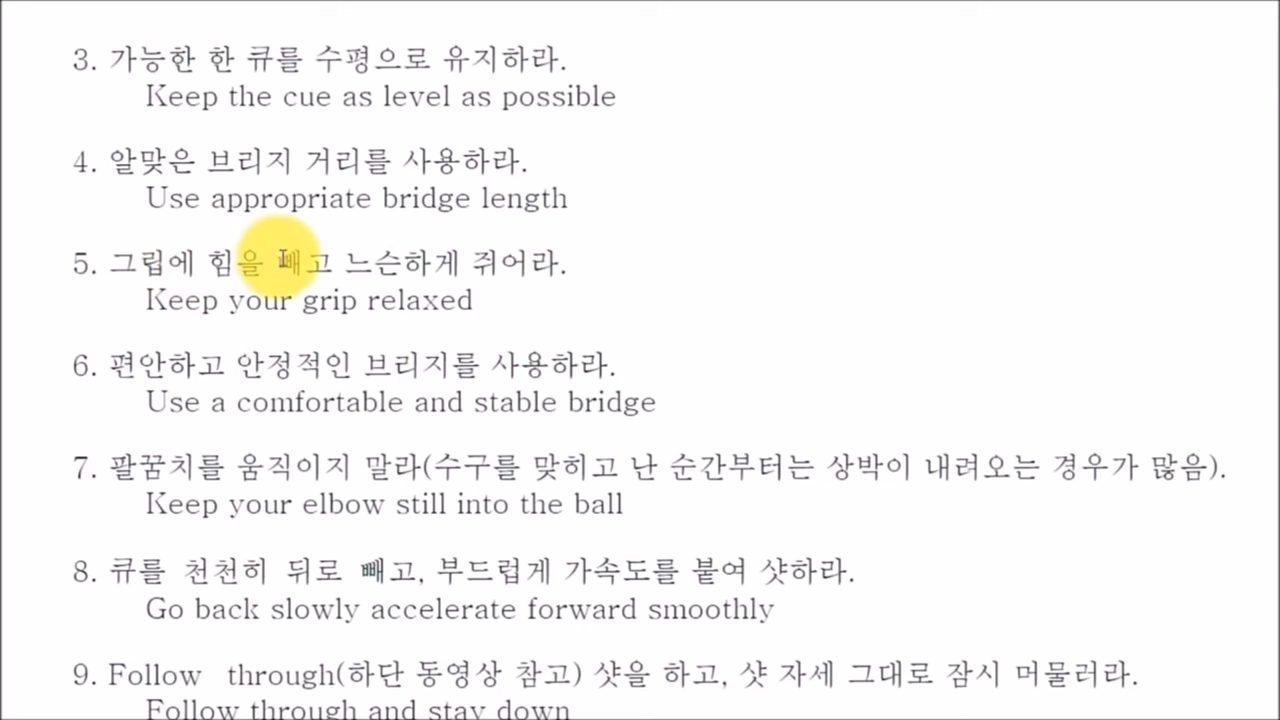 3. 가능한 한 큐를 수평으로 유지하라.
Keep the cue as level as possible
4. 알맞은 브리지 거리를 사용하라.
Use appropriate bridge length
5. 그립에 힘을 빼고 느슨하게 쥐어라.
Keep your grip relaxed
6. 편안하고 안정적인 브리지를 사용하라.
Use a comfortable and stable bridge
7. 팔꿈치를 움직이지 말라(수구를 맞히고 난 순간부터는 상박이 내려오는 경우가 많음).
Keep your elbow still into the ball
8. 큐를 천천히 뒤로 빼고, 부드럽게 가속도를 붙여 샷하라.
Go back slowly accelerate forward smoothly
9. Follow through(하단 동영상 참고) 샷을 하고, 샷 자세 그대로 잠시 머물러라.
Follow through and stay down